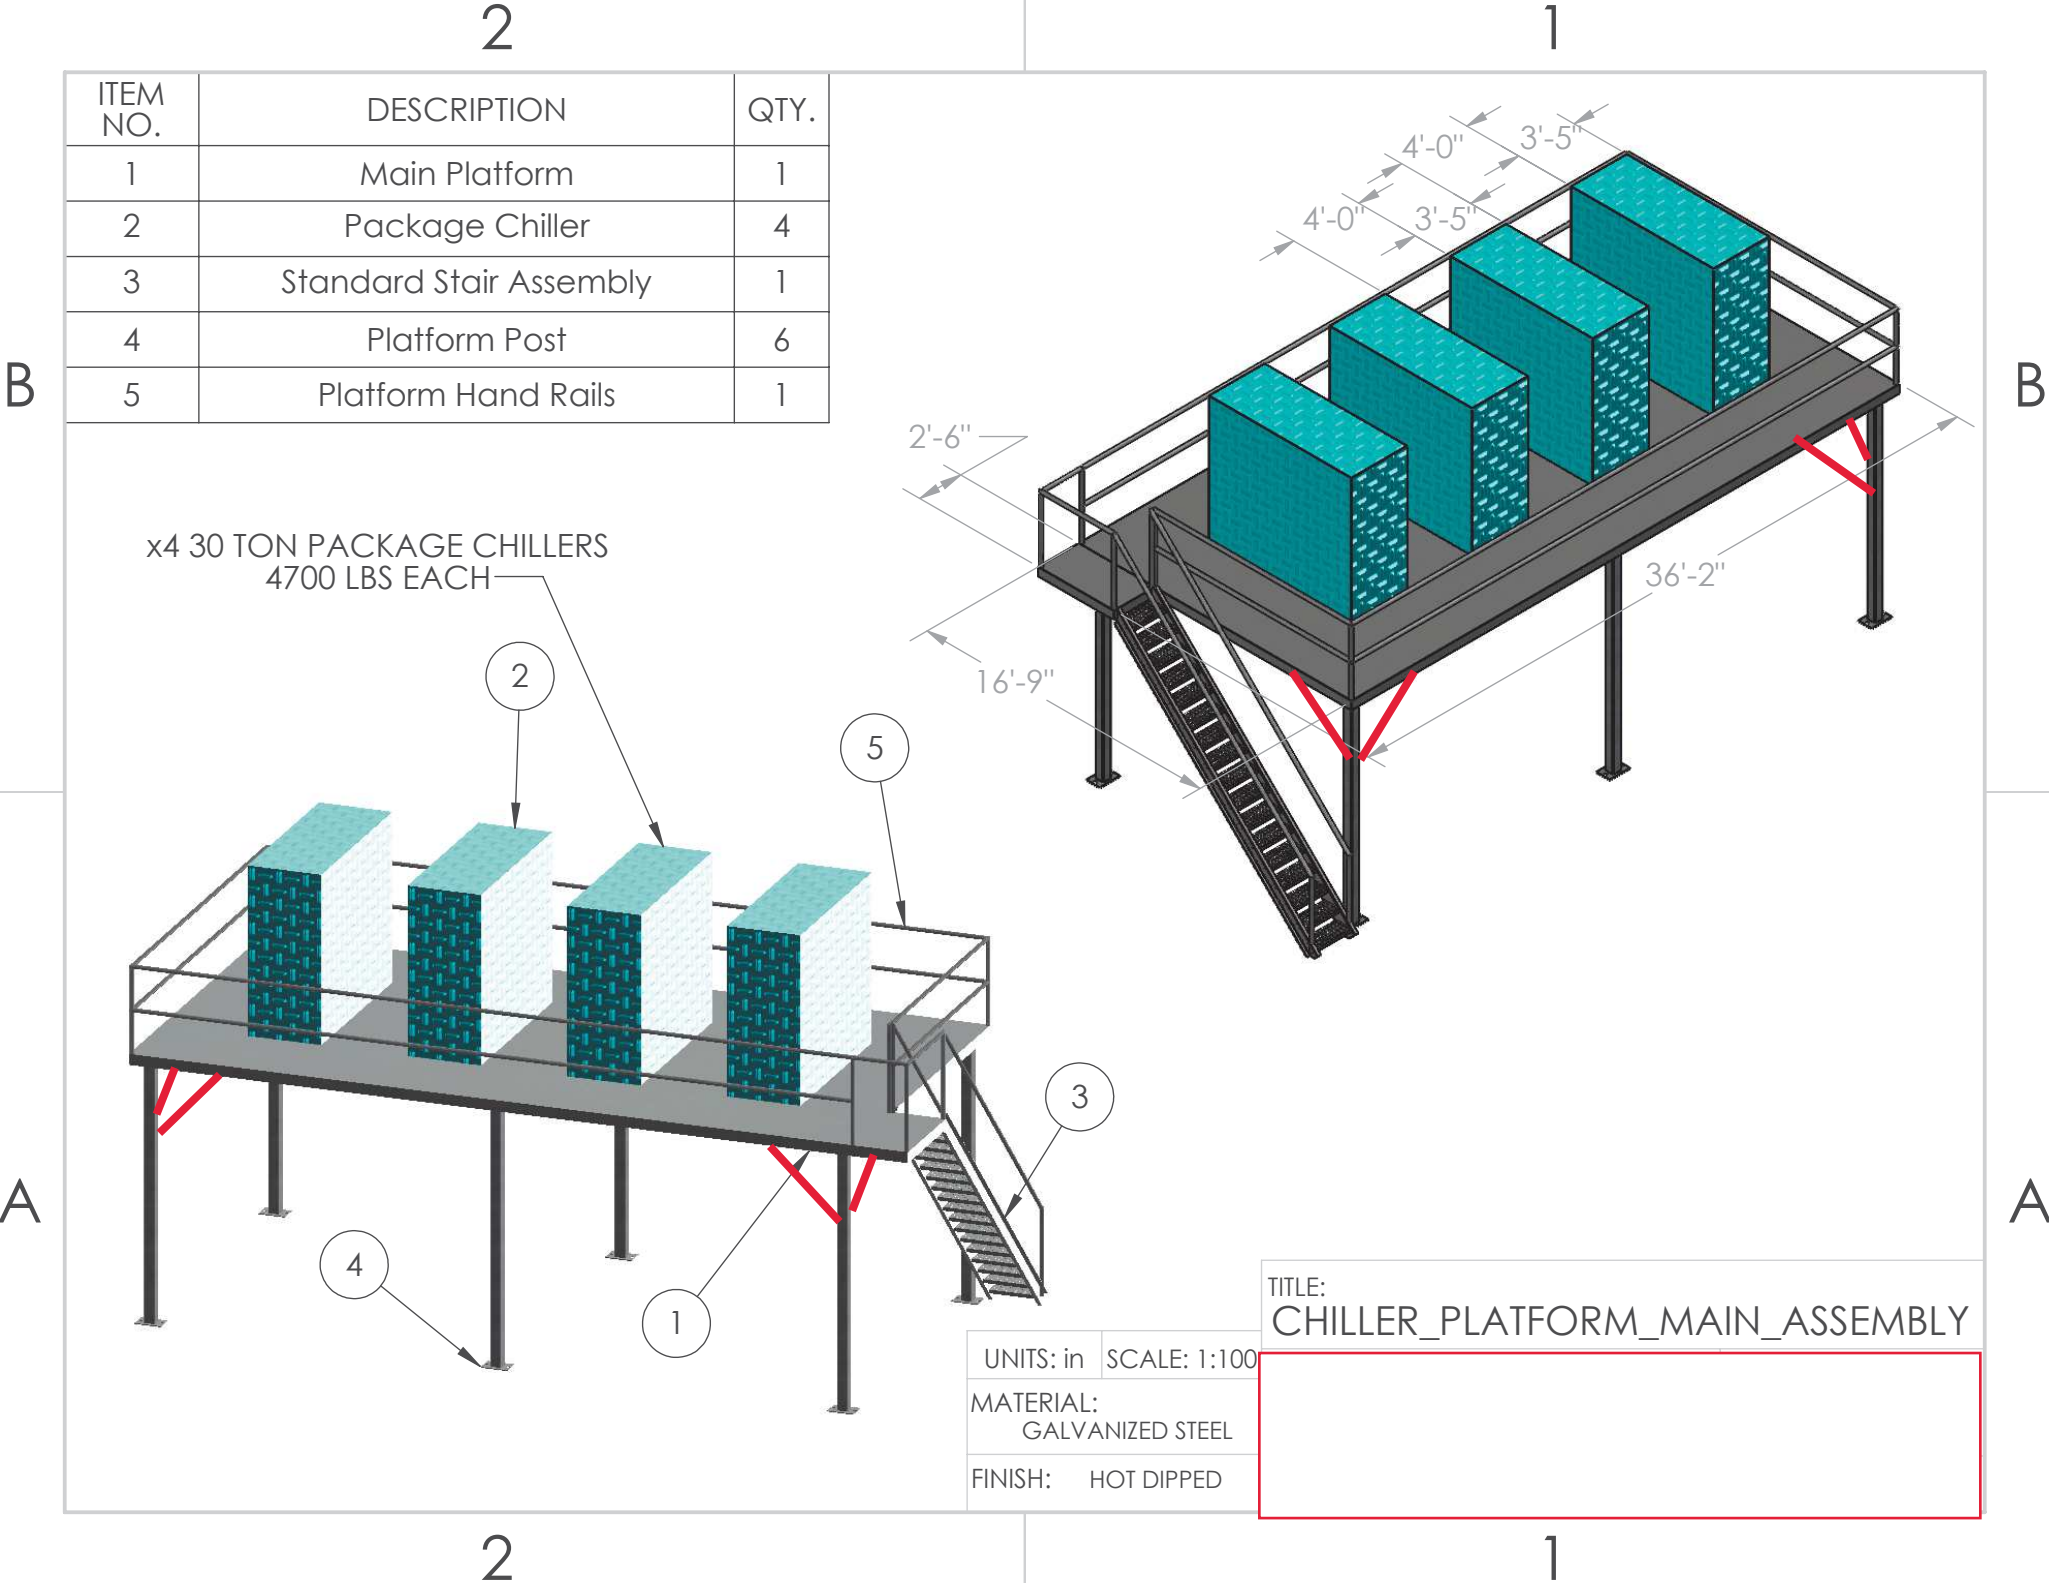 2
1
ITEM NO.
DESCRIPTION
QTY.
1 Main Platform 1
2 Package Chiller 4
3 Standard Stair Assembly 1
4 Platform Post 6
5 Platform Hand Rails 1
B
B
3'-5"
4'-0"
3'-5"
4'-0"
2'-6"
36'-2"
16'-9"
x4 30 TON PACKAGE CHILLERS
4700 LBS EACH
2
5
3
4
1
A
A
TITLE:
CHILLER_PLATFORM_MAIN_ASSEMBLY
UNITS: in SCALE: 1:100
MATERIAL:
GALVANIZED STEEL
FINISH: HOT DIPPED
2
1